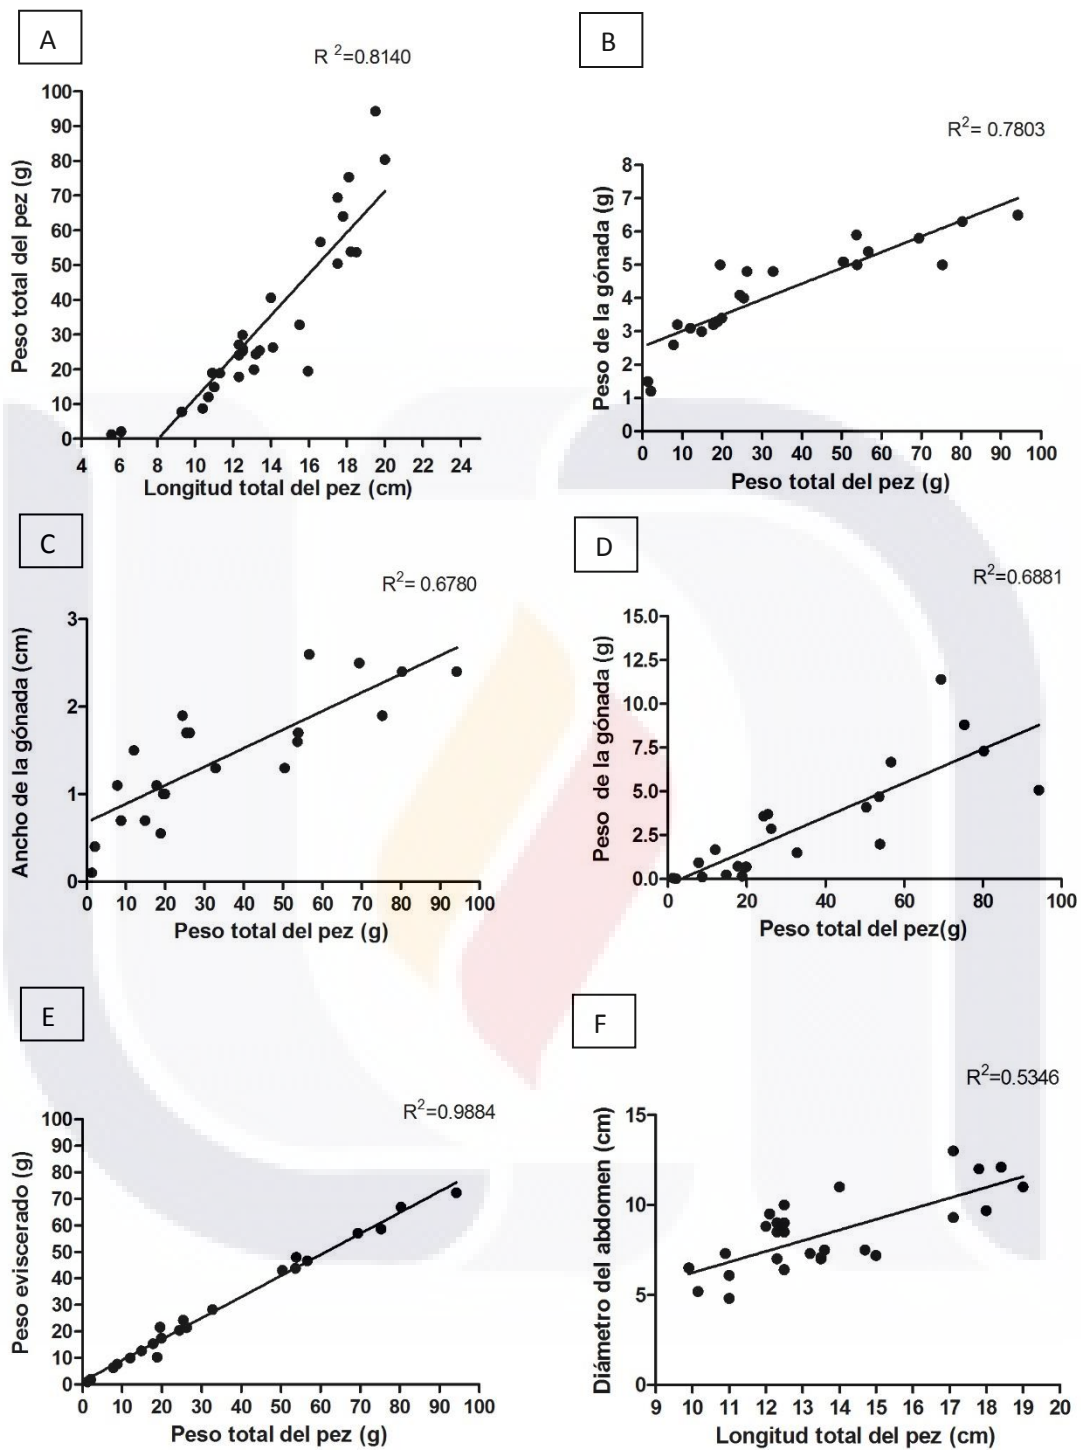 A
R²=0.8140
100
90
80
70
60
50
40
30
20
10
0
Peso total del pez (g)
4 6 8 10 12 14 16 18 20 22 24
Longitud total del pez (cm)
B
R²= 0.7803
8
7
6
5
4
3
2
1
0
Peso de la gónada (g)
0 10 20 30 40 50 60 70 80 90 100
Peso total del pez (g)
C
R²= 0.6780
3
2
1
0
Ancho de la gónada (cm)
0 10 20 30 40 50 60 70 80 90 100
Peso total del pez (g)
D
R²=0.6881
15.0
12.5
10.0
7.5
5.0
2.5
0.0
Peso de la gónada (g)
0 20 40 60 80 100
Peso total del pez(g)
E
R²=0.9884
100
90
80
70
60
50
40
30
20
10
0
Peso eviscerado (g)
0 10 20 30 40 50 60 70 80 90 100
Peso total del pez (g)
F
R²=0.5346
15
10
5
0
Diámetro del abdomen (cm)
9 10 11 12 13 14 15 16 17 18 19 20
Longitud total del pez (cm)